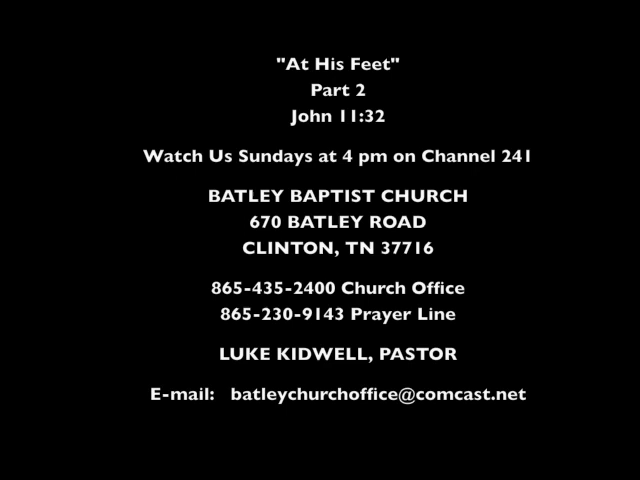 "At His Feet"
Part 2
John 11:32
Watch Us Sundays at 4 pm on Channel 241
BATLEY BAPTIST CHURCH
670 BATLEY ROAD
CLINTON, TN 37716
865-435-2400 Church Office
865-230-9143 Prayer Line
LUKE KIDWELL, PASTOR
E-mail: batleychurchoffice@comcast.net